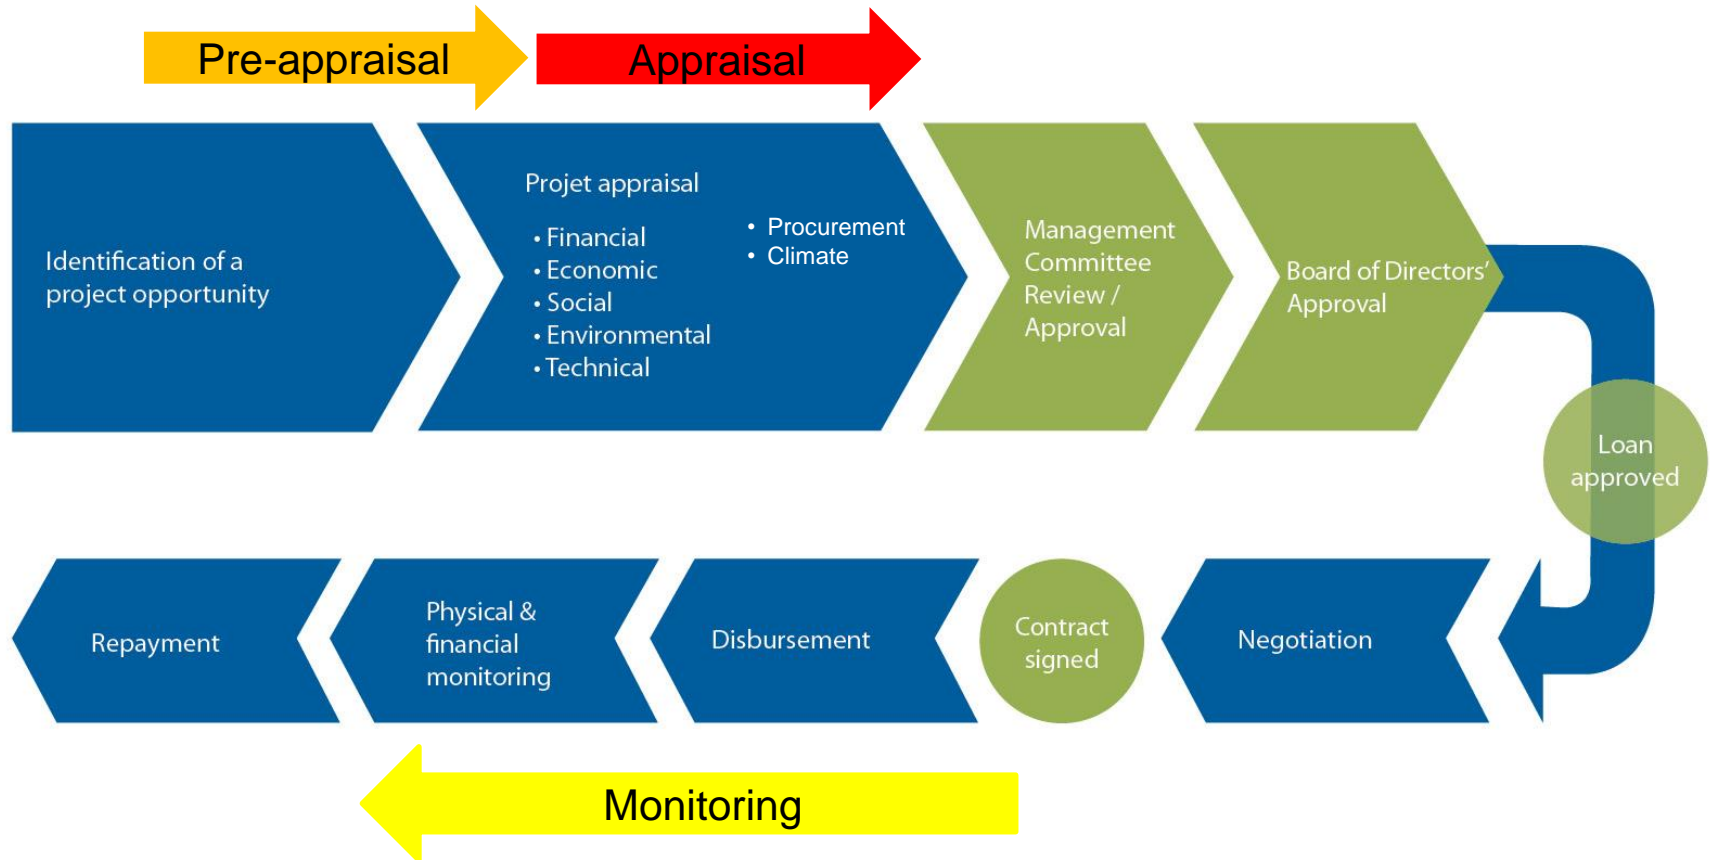 Pre-appraisal
Appraisal
Identification of a
project opportunity
Projet appraisal
• Financial
• Economic
• Social
• Environmental
• Technical
• Procurement
• Climate
Management
Committee
Review /
Approval
Board of Directors’
Approval
Loan
approved
Negotiation
Contract
signed
Disbursement
Physical &
financial
monitoring
Repayment
Monitoring